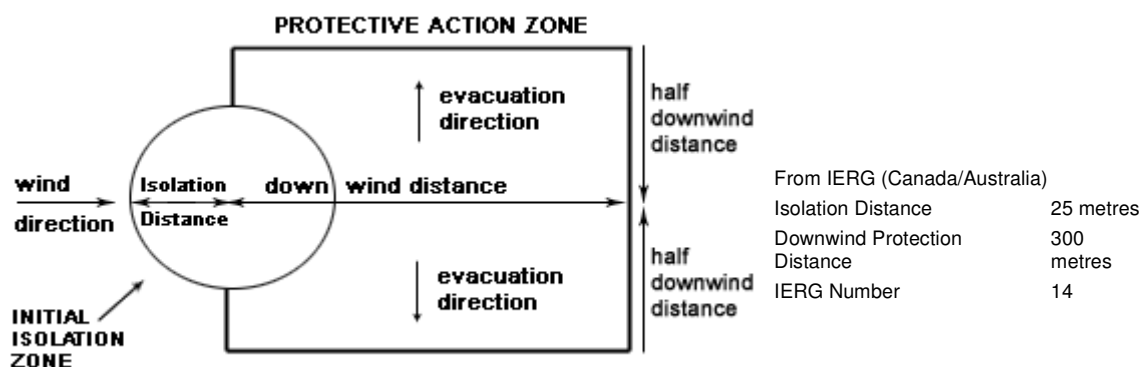 PROTECTIVE ACTION ZONE
evacuation
direction
half
downwind
distance
wind
direction
Isolation
Distance
down wind distance
evacuation
direction
half
downwind
distance
INITIAL
ISOLATION
ZONE
From IERG (Canada/Australia)
Isolation Distance 25 metres
Downwind Protection 300
Distance metres
IERG Number 14